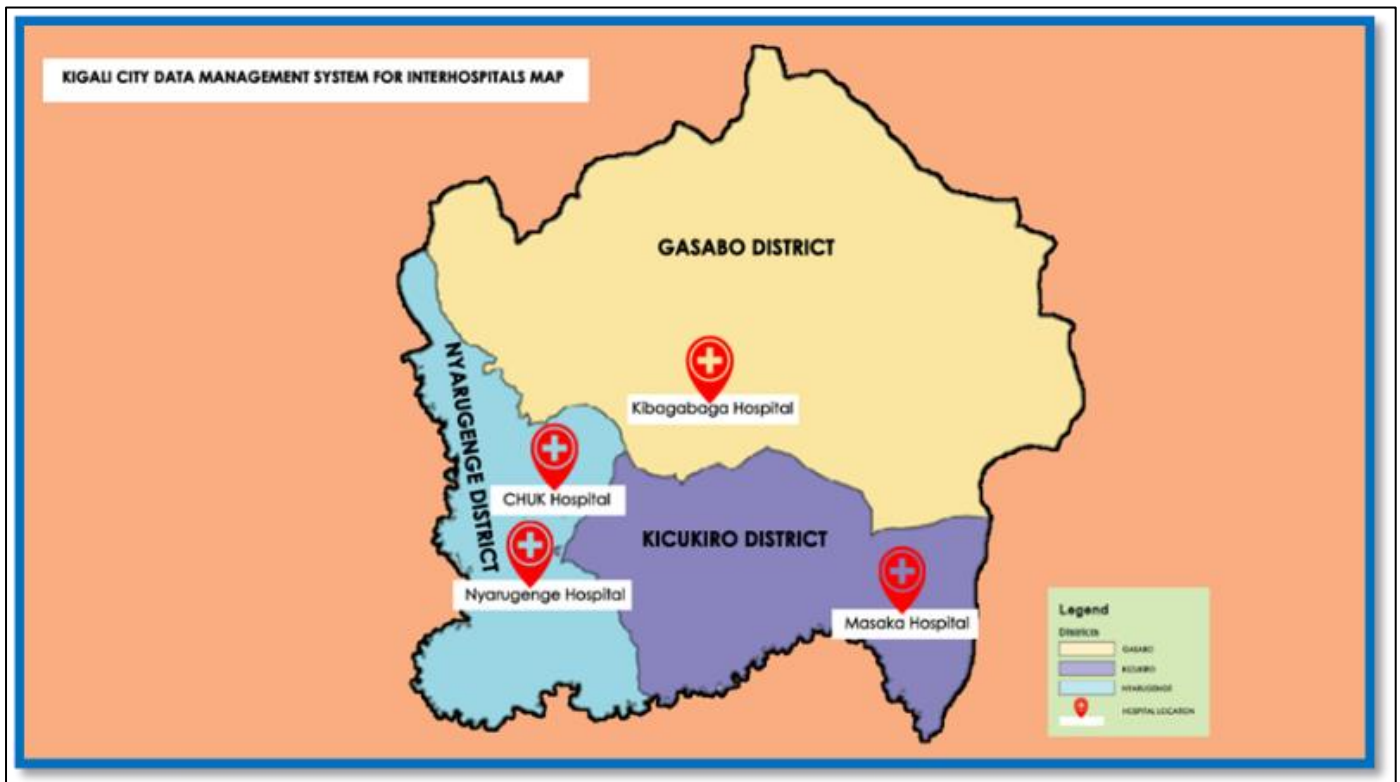 KIGALI CITY DATA MANAGEMENT SYSTEM FOR INTERHOSPITALS MAP
GASABO DISTRICT
NYARUGENGE DISTRICT
Kibagabaga Hospital
CHUK Hospital
KICUKIRO DISTRICT
Nyarugenge Hospital
Masaka Hospital
Legend
Districts
GASABO
KICUKIRO
NYARUGENGE
HOSPITAL LOCATION